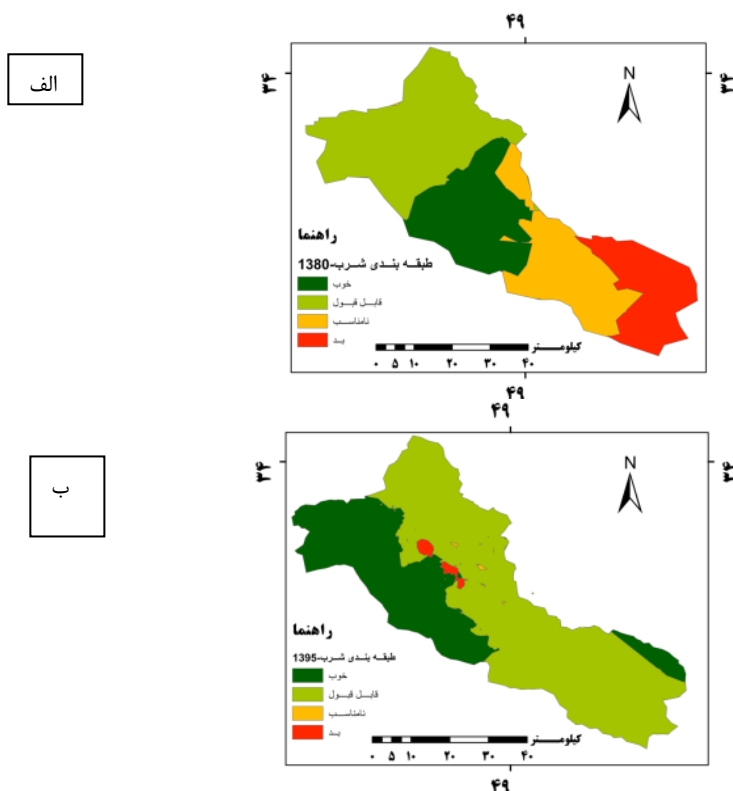 الف
۴۹
۳۴
۳۴
N
راهنما
طبقه بندی شرب-1380
خوب
قابل قبول
نامناسب
بد
کیلومتر
۰ ۵ ۱۰ ۲۰ ۳۰ ۴۰
۴۹
ب
۴۹
۳۴
۳۴
N
راهنما
طبقه بندی شرب-1395
خوب
قابل قبول
نامناسب
بد
کیلومتر
۰ ۵ ۱۰ ۲۰ ۳۰ ۴۰
۴۹